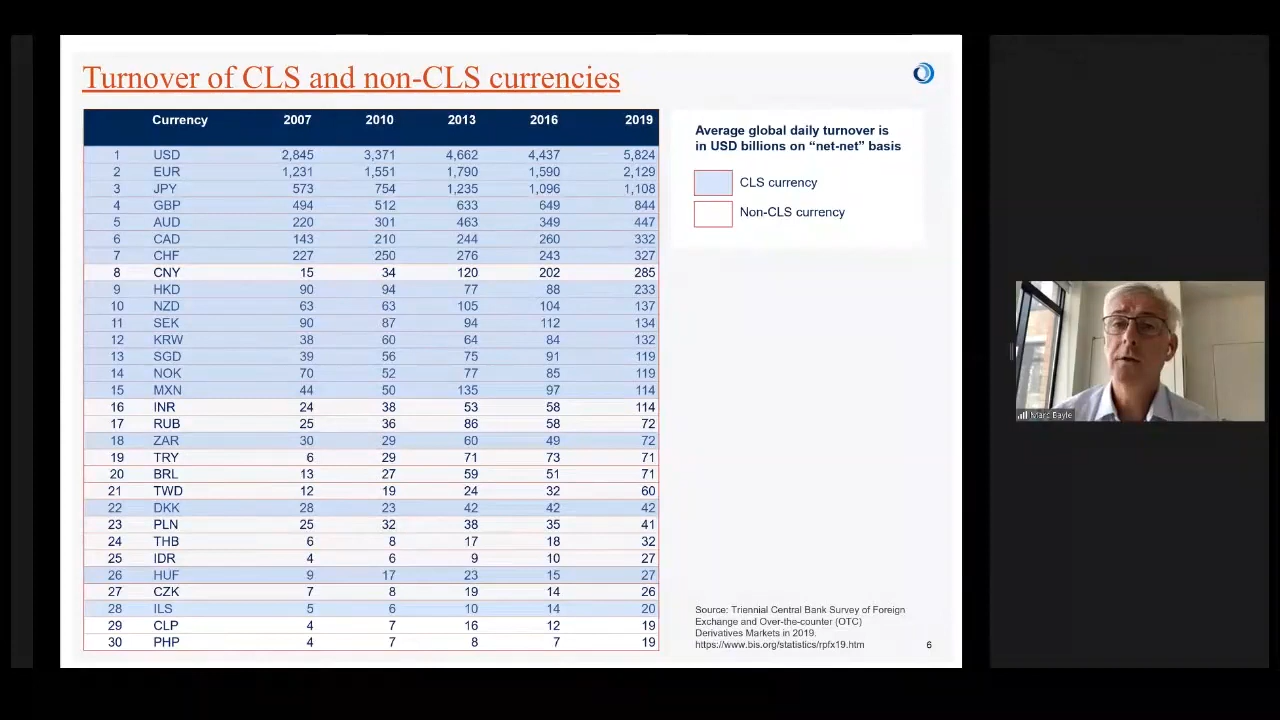 Turnover of CLS and non-CLS currencies
Currency 2007 2010 2013 2016 2019
1 USD 2,845 3,371 4,662 4,437 5,824
2 EUR 1,231 1,551 1,790 1,590 2,129
3 JPY 573 754 1,235 1,096 1,108
4 GBP 494 512 633 649 844
5 AUD 220 301 463 349 447
6 CAD 143 210 244 260 332
7 CHF 227 250 276 243 327
8 CNY 15 34 120 202 285
9 HKD 90 94 77 88 233
10 NZD 63 63 105 104 137
11 SEK 90 87 94 112 134
12 KRW 38 60 64 84 132
13 SGD 39 56 75 91 119
14 NOK 70 52 77 85 119
15 MXN 44 50 135 97 114
16 INR 24 38 53 58 114
17 RUB 25 36 86 58 72
18 ZAR 30 29 60 49 72
19 TRY 6 29 71 73 71
20 BRL 13 27 59 51 71
21 TWD 12 19 24 32 60
22 DKK 28 23 42 42 42
23 PLN 25 32 38 35 41
24 THB 6 8 17 18 32
25 IDR 4 6 9 10 27
26 HUF 9 17 23 15 27
27 CZK 7 8 19 14 26
28 ILS 5 6 10 14 20
29 CLP 4 7 16 12 19
30 PHP 4 7 8 7 19
Average global daily turnover is
in USD billions on “net-net” basis
CLS currency
Non-CLS currency
Source: Triennial Central Bank Survey of Foreign
Exchange and Over-the-counter (OTC)
Derivatives Markets in 2019.
https://www.bis.org/statistics/rpfx19.htm
6
Marc Bayle